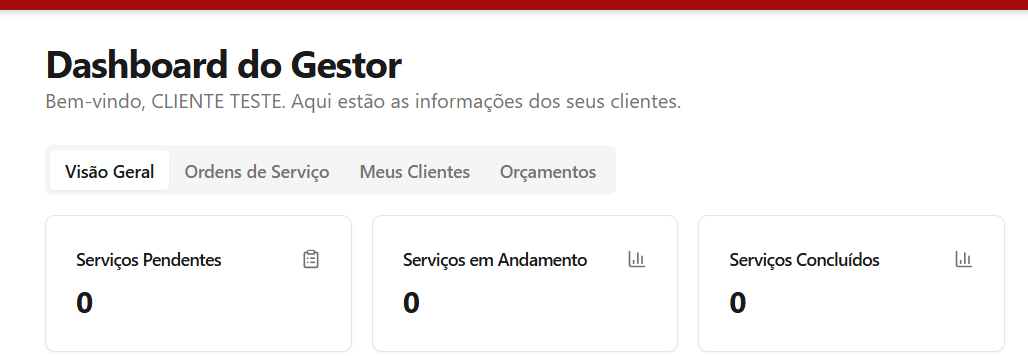 Dashboard do Gestor
Bem-vindo, CLIENTE TESTE. Aqui estão as informações dos seus clientes.
Visão Geral Ordens de Serviço Meus Clientes Orçamentos
Serviços Pendentes Serviços em Andamento Serviços Concluídos
0 0 0